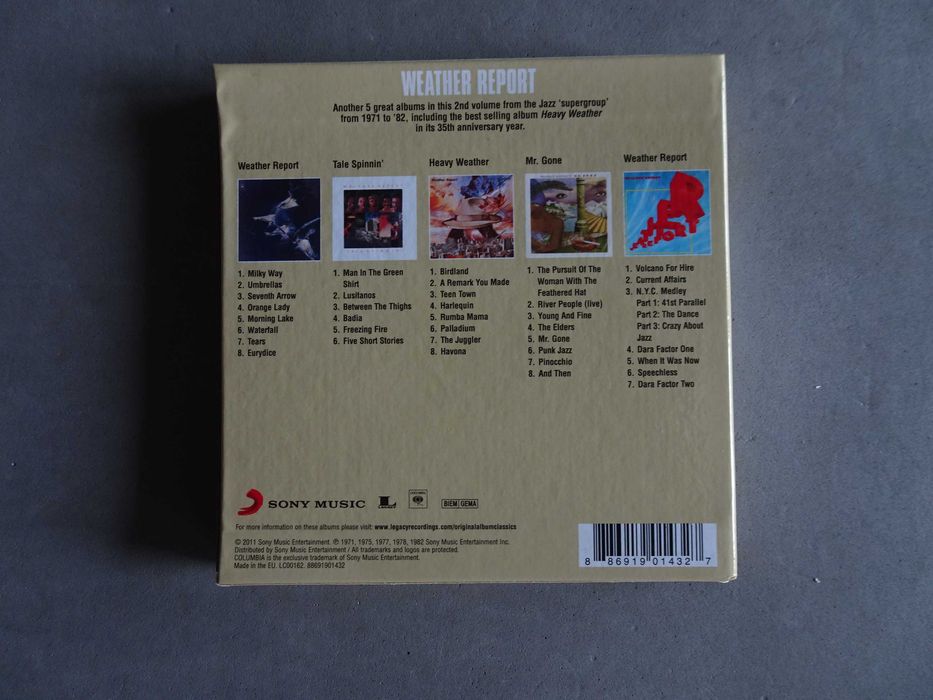 WEATHER REPORT
Another 5 great albums in this 2nd volume from the Jazz 'supergroup'
from 1971 to '82, including the best selling album Heavy Weather
in its 35th anniversary year.
Weather Report
1. Milky Way
2. Umbrellas
3. Seventh Arrow
4. Orange Lady
5. Morning Lake
6. Waterfall
7. Tears
8. Eurydice
Tale Spinnin'
1. Man In The Green
Shirt
2. Lusitanos
3. Between The Thighs
4. Badia
5. Freezing Fire
6. Five Short Stories
Heavy Weather
1. Birdland
2. A Remark You Made
3. Teen Town
4. Harlequin
5. Rumba Mama
6. Palladium
7. The Juggler
8. Havona
Mr. Gone
1. The Pursuit Of The
Woman With The
Feathered Hat
2. River People (live)
3. Young And Fine
4. The Elders
5. Mr. Gone
6. Punk Jazz
7. Pinocchio
8. And Then
Weather Report
1. Volcano For Hire
2. Current Affairs
3. N.Y.C. Medley
Part 1: 41st Parallel
Part 2: The Dance
Part 3: Crazy About
Jazz
4. Dara Factor One
5. When It Was Now
6. Speechless
7. Dara Factor Two
SONY MUSIC
L
BIEM GEMA
For more information on these albums please visit: www.legacyrecordings.com/originalalbumclassics
© 2011 Sony Music Entertainment. ℗ 1971, 1975, 1977, 1978, 1982 Sony Music Entertainment Inc.
Distributed by Sony Music Entertainment / All trademarks and logos are protected.
COLUMBIA is the exclusive trademark of Sony Music Entertainment.
Made in the EU. LC00162. 88691901432
8 86919 01432 7